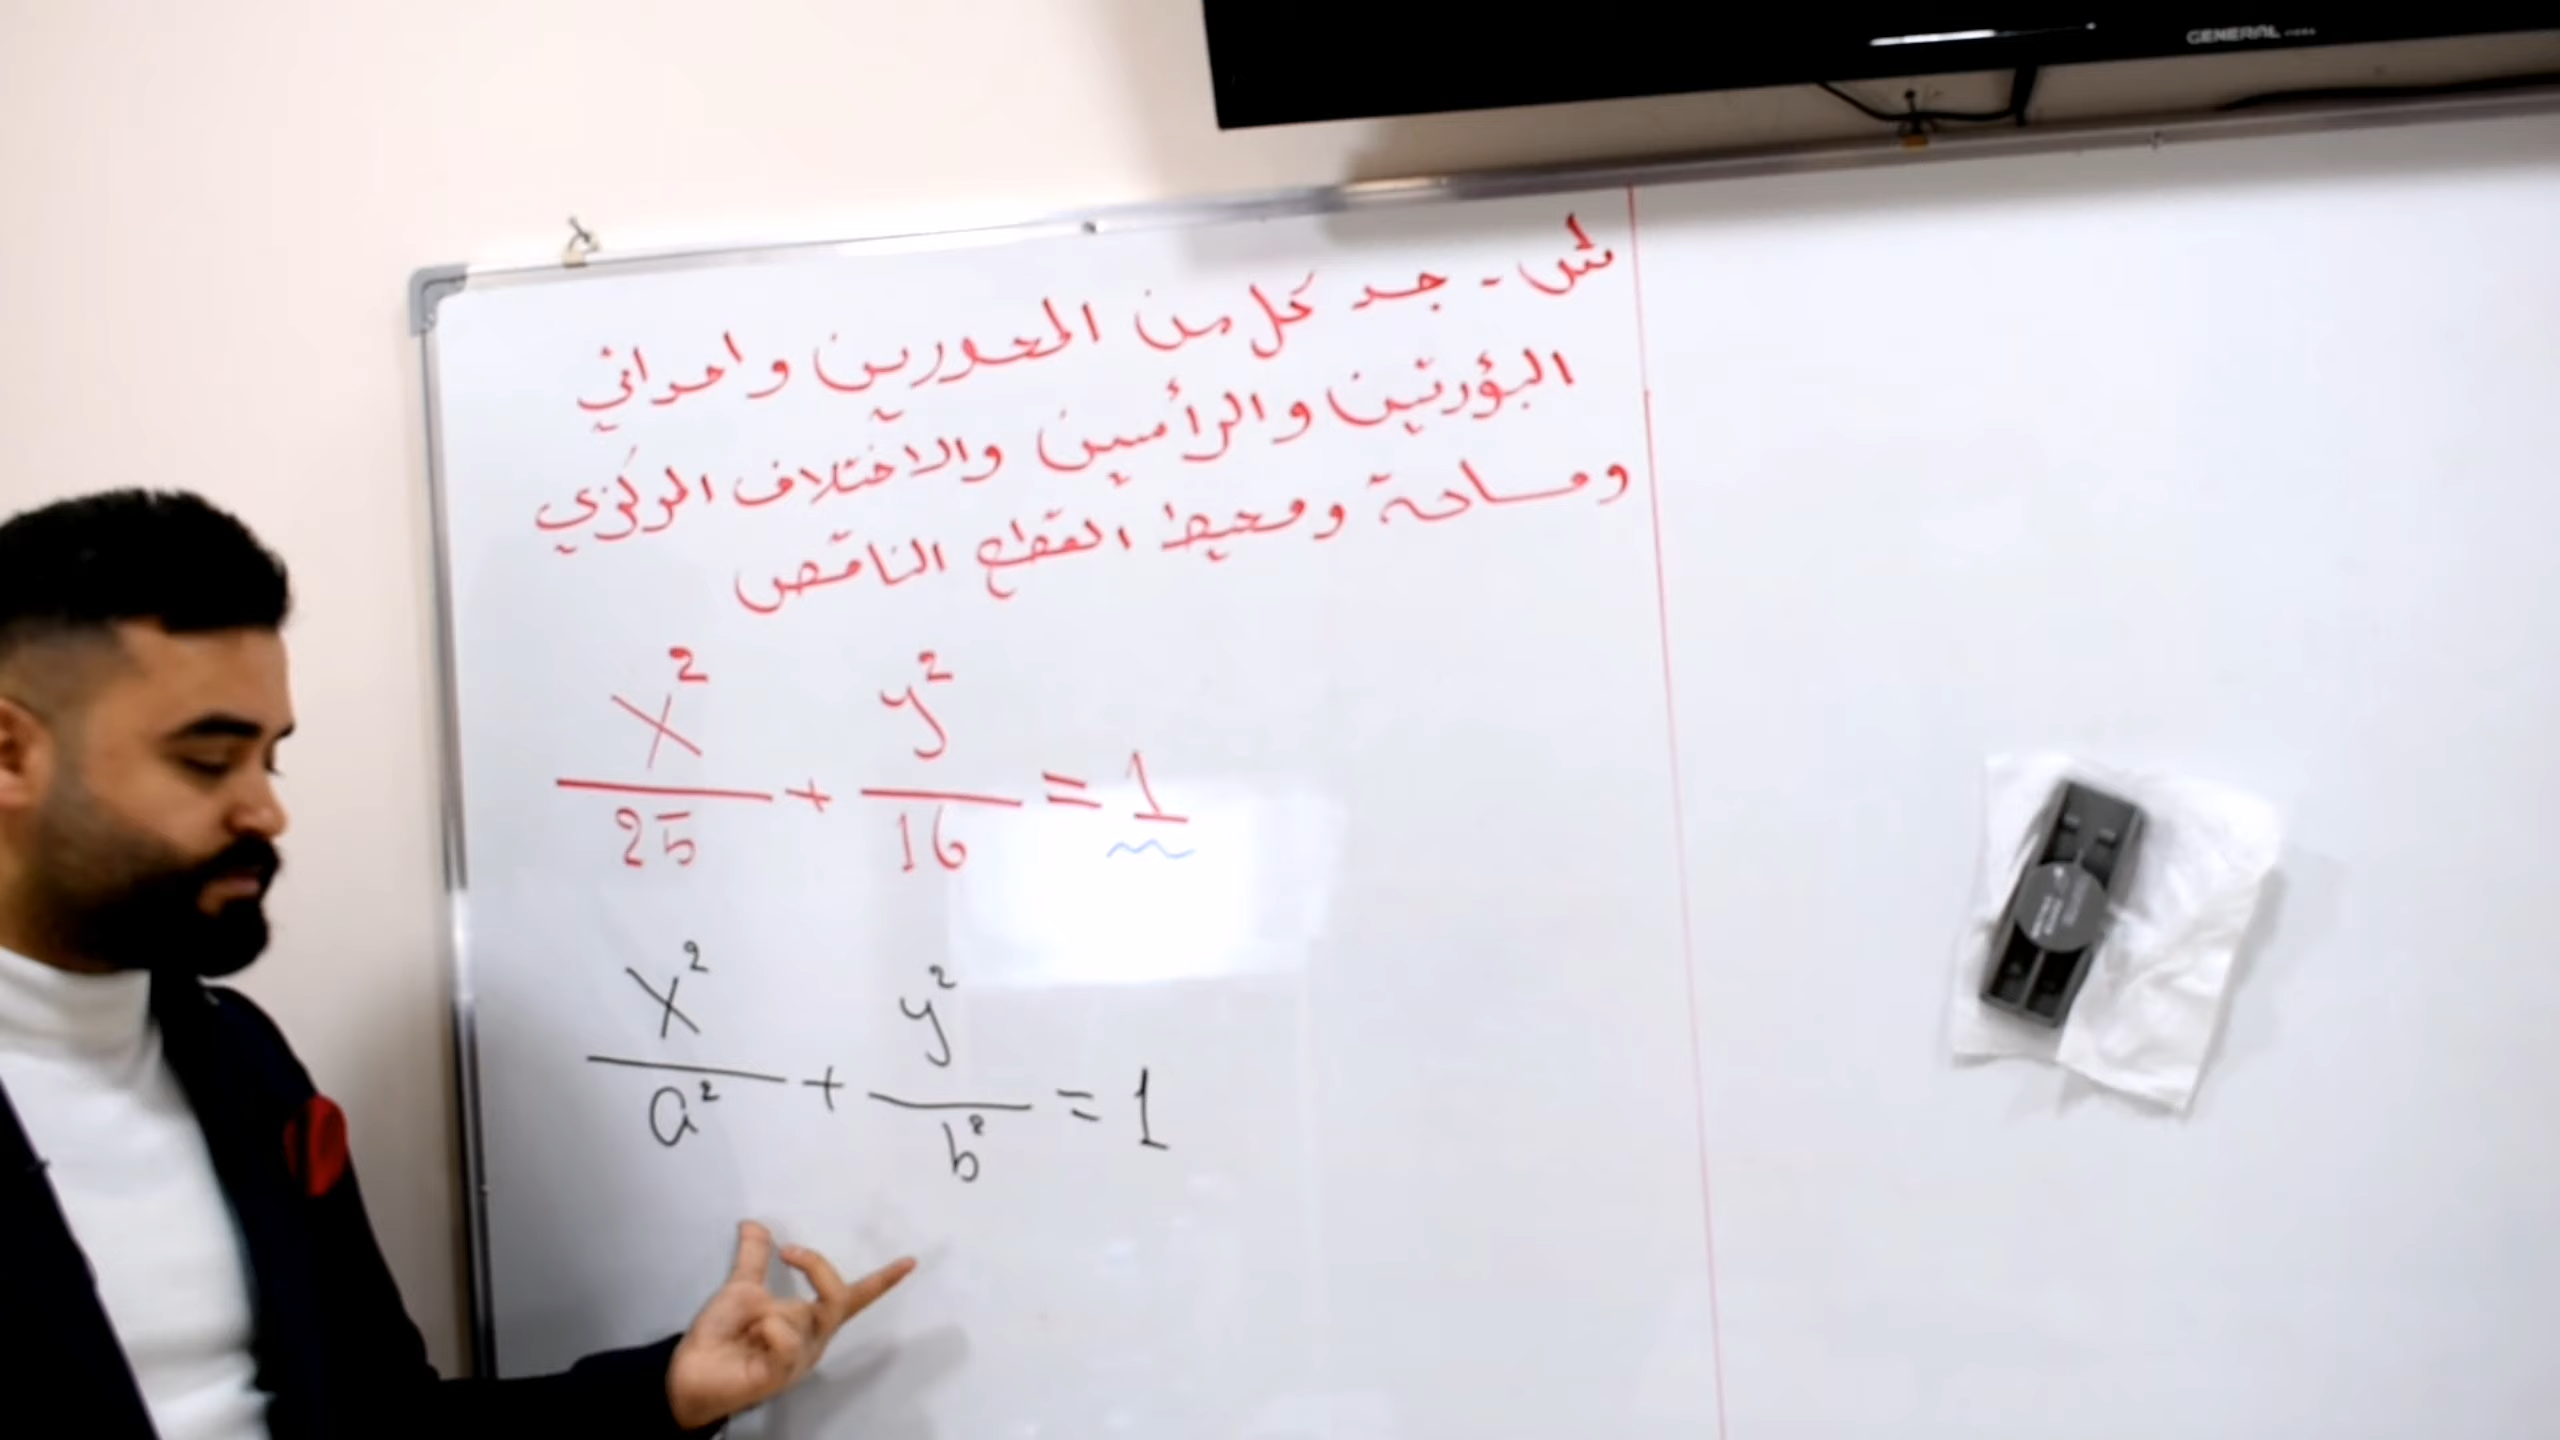 GENERAL
س - جد كل من المحورين واحداثي
البؤرتين والرأسين والاختلاف المركزي
ومساحة ومحيط القطع الناقص
x²/25 + y²/16 = 1
x²/a² + y²/b² = 1